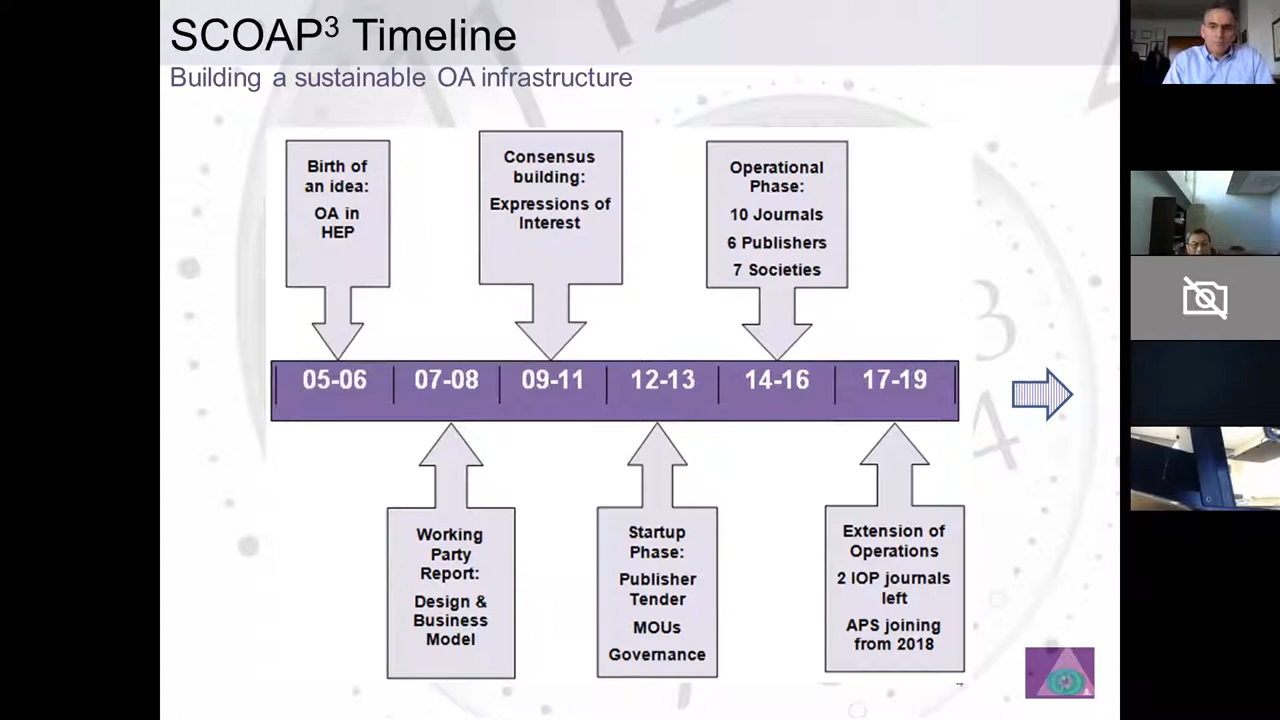 SCOAP³ Timeline
Building a sustainable OA infrastructure
Birth of
an idea:
OA in
HEP
Consensus
building:
Expressions of
Interest
Operational
Phase:
10 Journals
6 Publishers
7 Societies
05-06
07-08
09-11
12-13
14-16
17-19
Working
Party
Report:
Design &
Business
Model
Startup
Phase:
Publisher
Tender
MOUs
Governance
Extension of
Operations
2 IOP journals
left
APS joining
from 2018
3
4